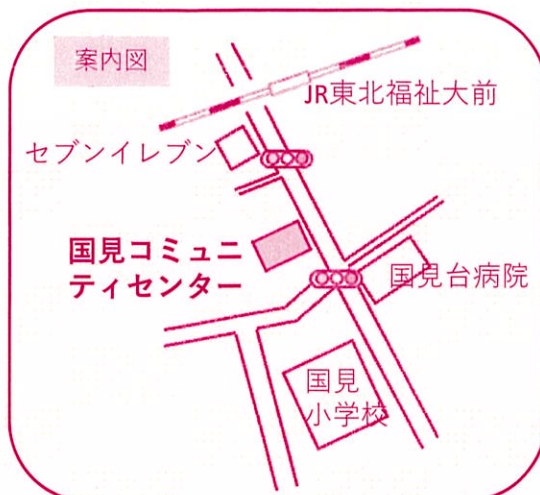 案内図
JR東北福祉大前
セブンイレブン
国見コミュニ
ティセンター
国見台病院
国見
小学校